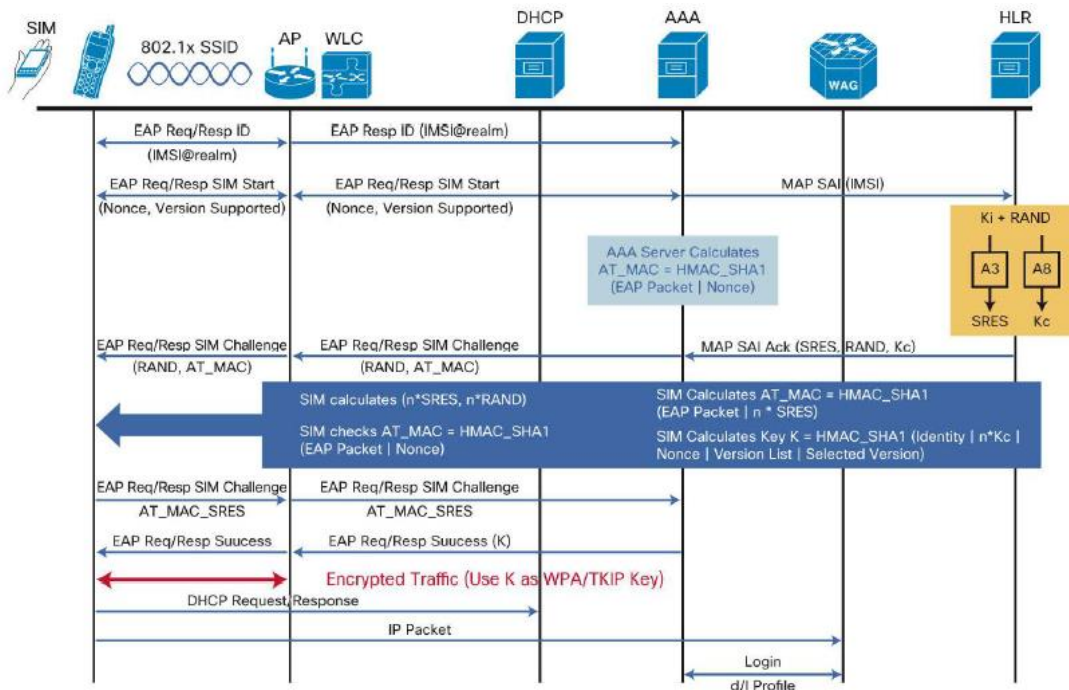 SIM
802.1x SSID
AP
WLC
DHCP
AAA
WAG
HLR
EAP Req/Resp ID
(IMSI@realm)
EAP Resp ID (IMSI@realm)
EAP Req/Resp SIM Start
(Nonce, Version Supported)
EAP Req/Resp SIM Start
(Nonce, Version Supported)
MAP SAI (IMSI)
Ki + RAND
A3
A8
SRES
Kc
AAA Server Calculates
AT_MAC = HMAC_SHA1
(EAP Packet | Nonce)
EAP Req/Resp SIM Challenge
(RAND, AT_MAC)
EAP Req/Resp SIM Challenge
(RAND, AT_MAC)
MAP SAI Ack (SRES, RAND, Kc)
SIM calculates (n*SRES, n*RAND)
SIM checks AT_MAC = HMAC_SHA1
(EAP Packet | Nonce)
SIM Calculates AT_MAC = HMAC_SHA1
(EAP Packet | n * SRES)
SIM Calculates Key K = HMAC_SHA1 (Identity | n*Kc |
Nonce | Version List | Selected Version)
EAP Req/Resp SIM Challenge
AT_MAC_SRES
EAP Req/Resp SIM Challenge
AT_MAC_SRES
EAP Req/Resp Suucess
EAP Req/Resp Suucess (K)
Encrypted Traffic (Use K as WPA/TKIP Key)
DHCP Request/Response
IP Packet
Login
d/l Profile